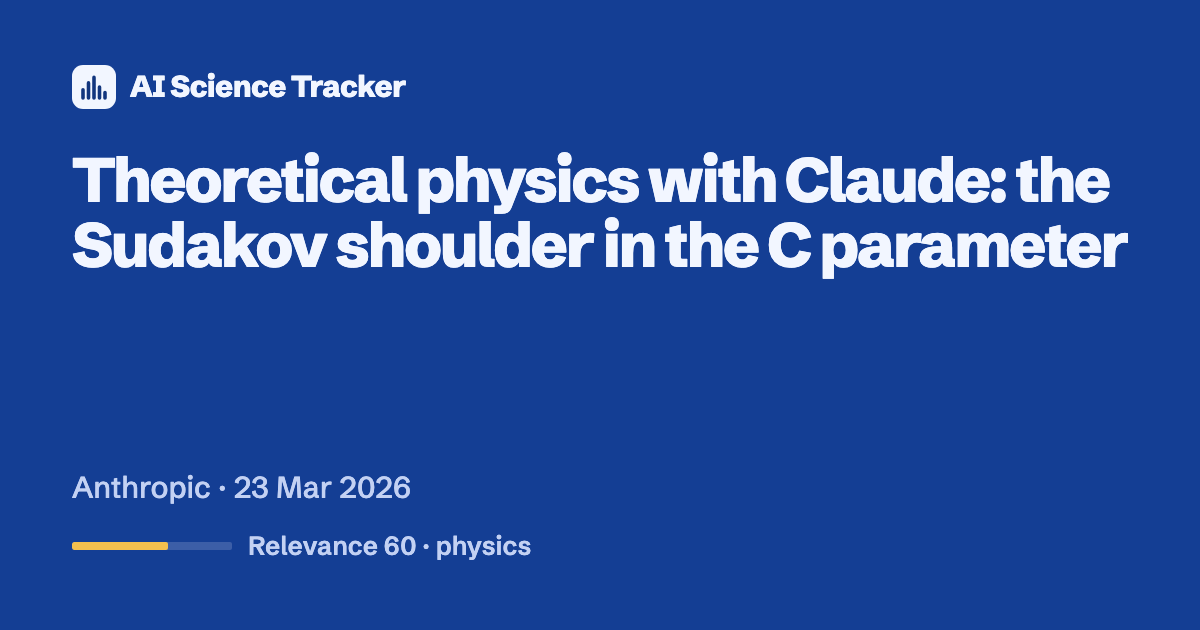 AI Science Tracker
Theoretical physics with Claude: the
Sudakov shoulder in the C parameter
Anthropic · 23 Mar 2026
Relevance 60 · physics